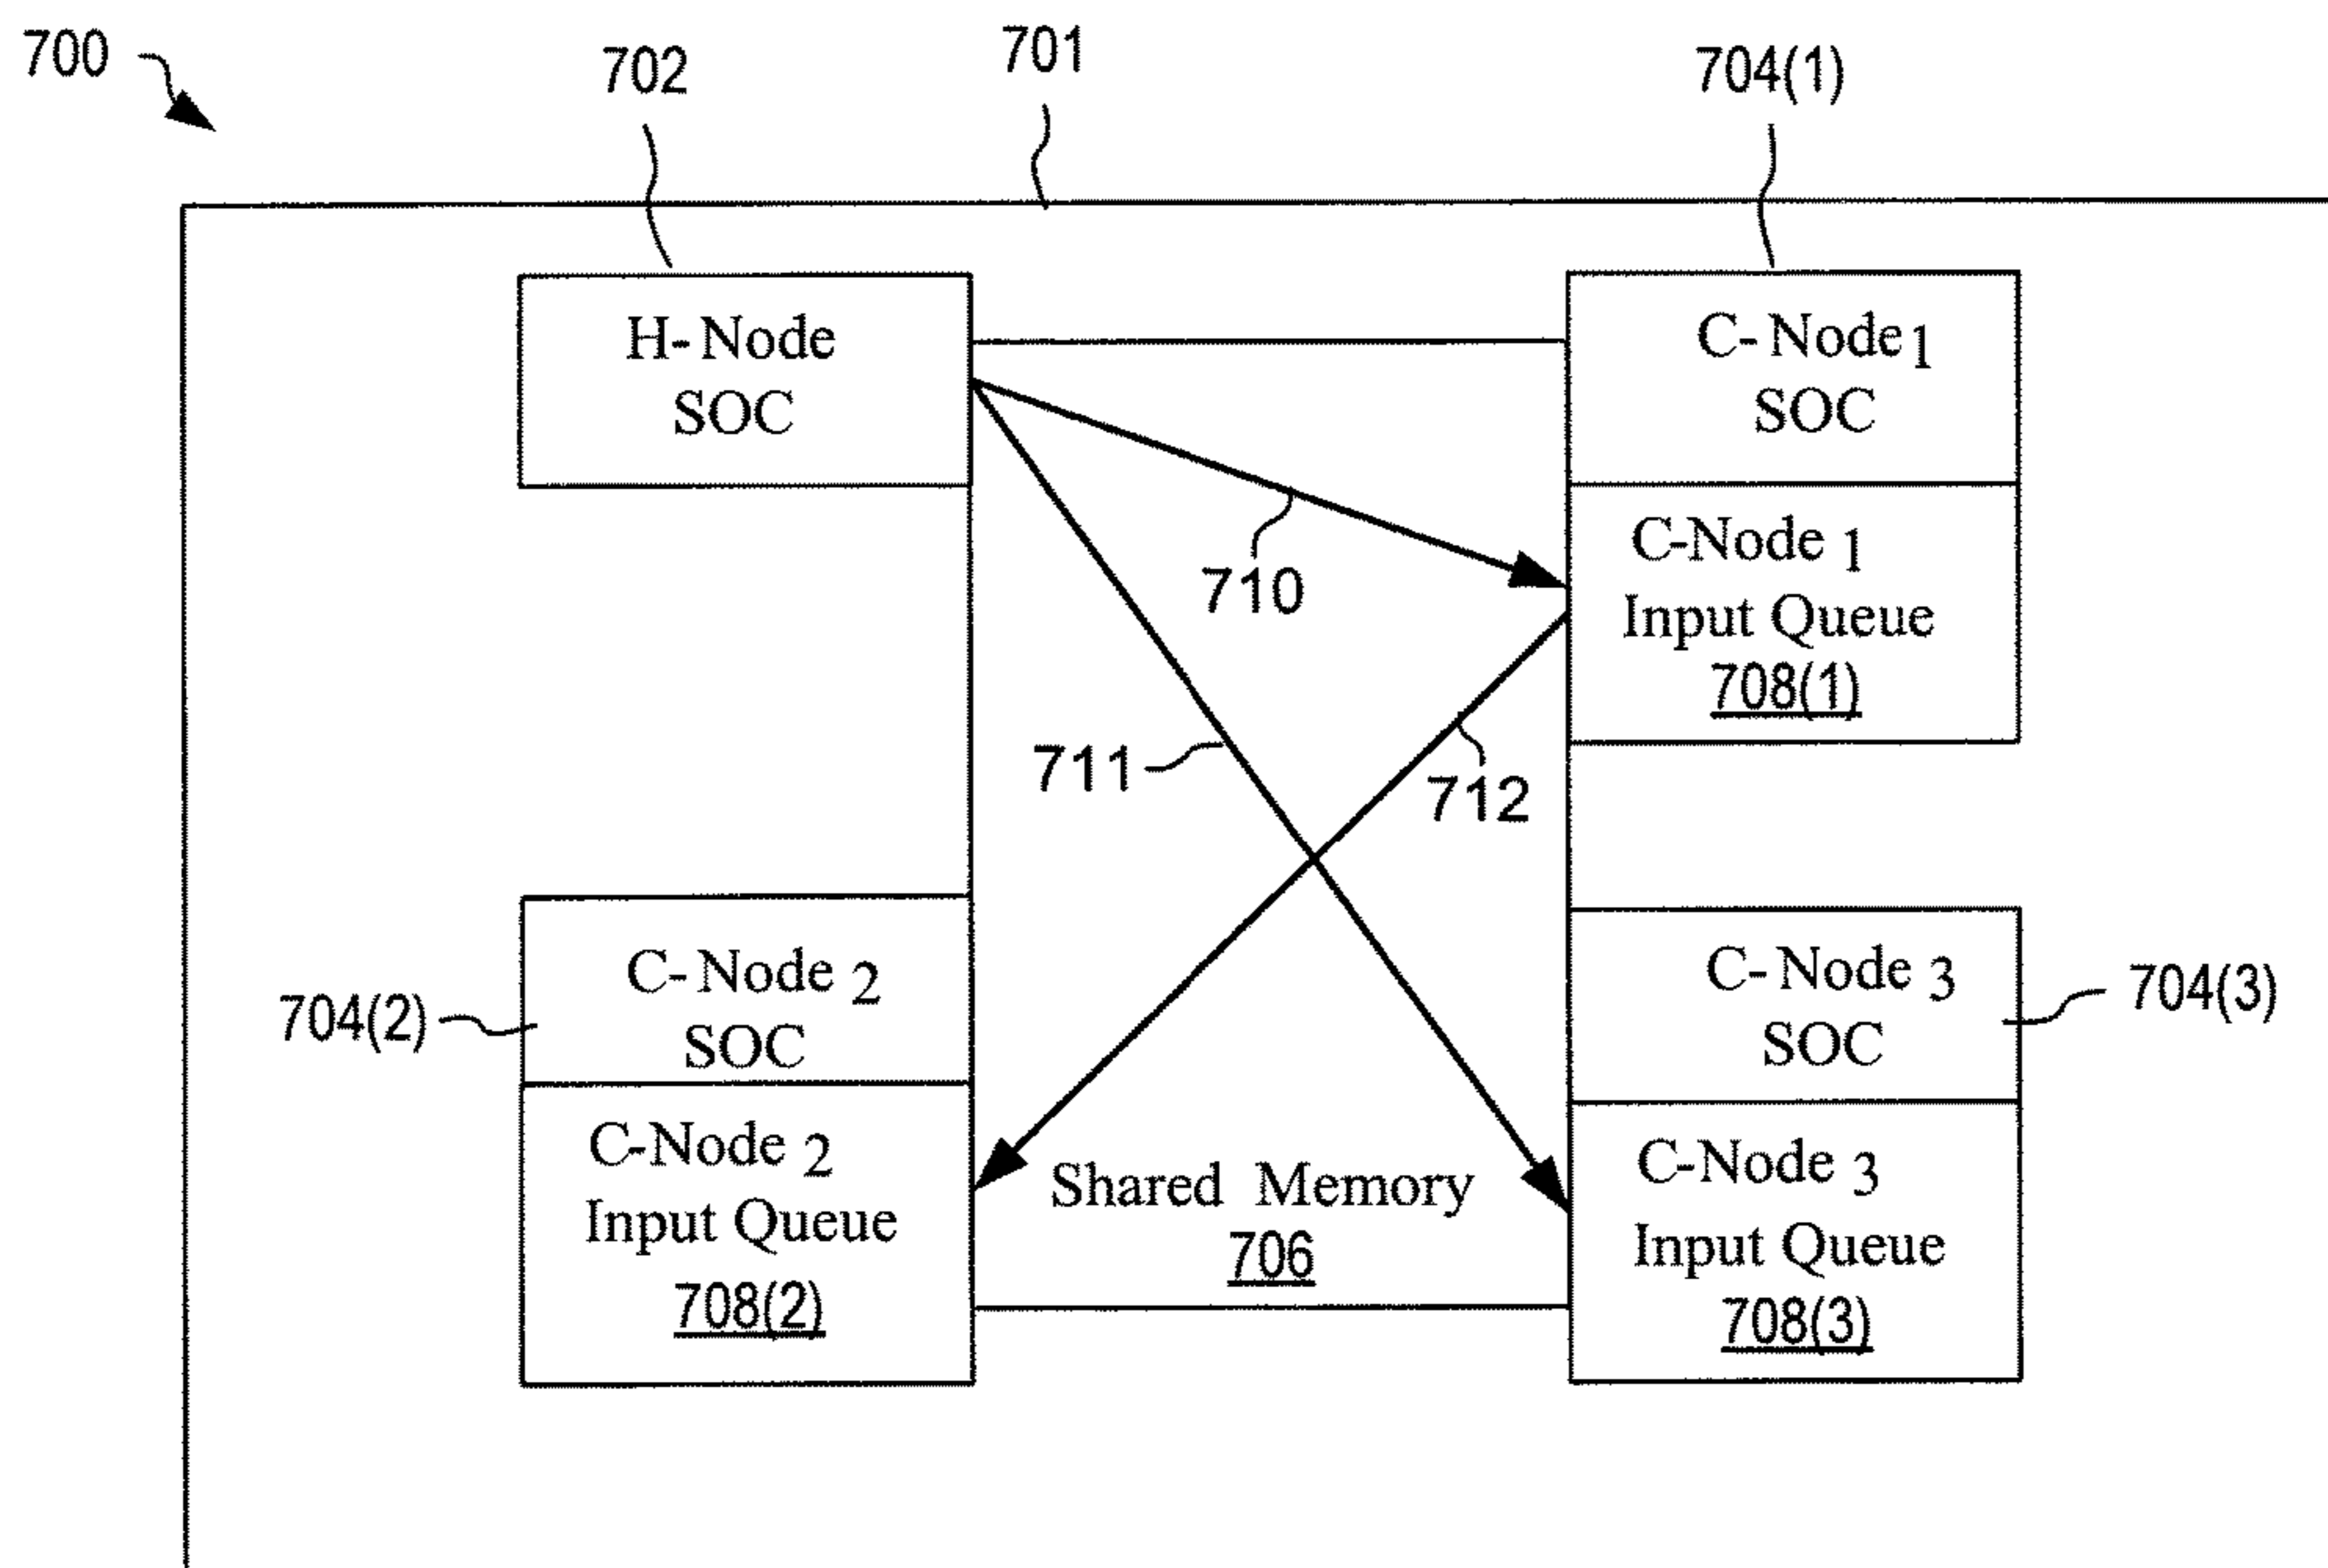 700
702
701
704(1)
H-Node
SOC
C-Node1
SOC
C-Node 1
Input Queue
708(1)
710
711
712
704(2)
C-Node 2
SOC
C-Node 3
SOC
704(3)
C-Node 2
Input Queue
708(2)
Shared Memory
706
C-Node 3
Input Queue
708(3)